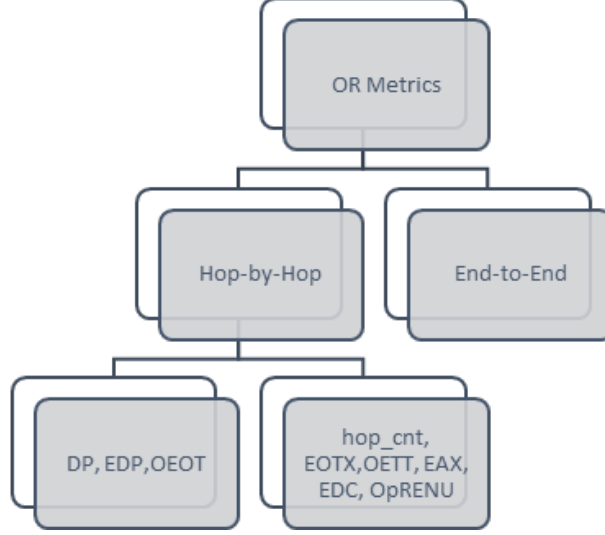 OR Metrics
Hop-by-Hop
End-to-End
DP, EDP,OEOT
hop_cnt,
EOTX,OETT, EAX,
EDC, OpRENU